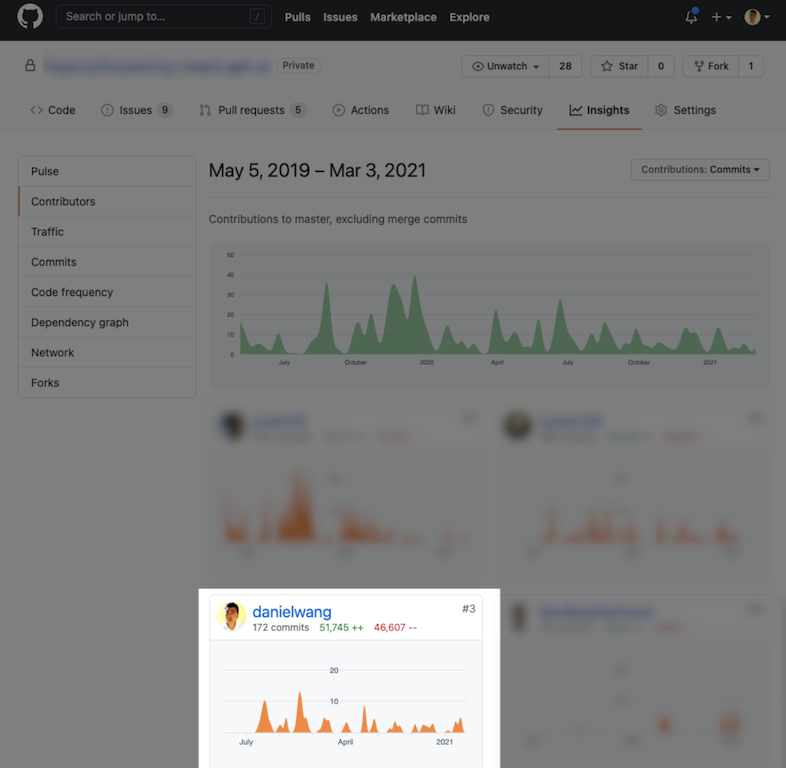 Search or jump to... / Pulls Issues Marketplace Explore
Private Unwatch 28 Star 0 Fork 1
Code Issues 9 Pull requests 5 Actions Wiki Security Insights Settings
Pulse
Contributors
Traffic
Commits
Code frequency
Dependency graph
Network
Forks
May 5, 2019 – Mar 3, 2021
Contributions: Commits
Contributions to master, excluding merge commits
50
40
30
20
10
0
July October 2020 April July October 2021
danielwang #3
172 commits 51,745 ++ 46,607 --
20
10
July April 2021